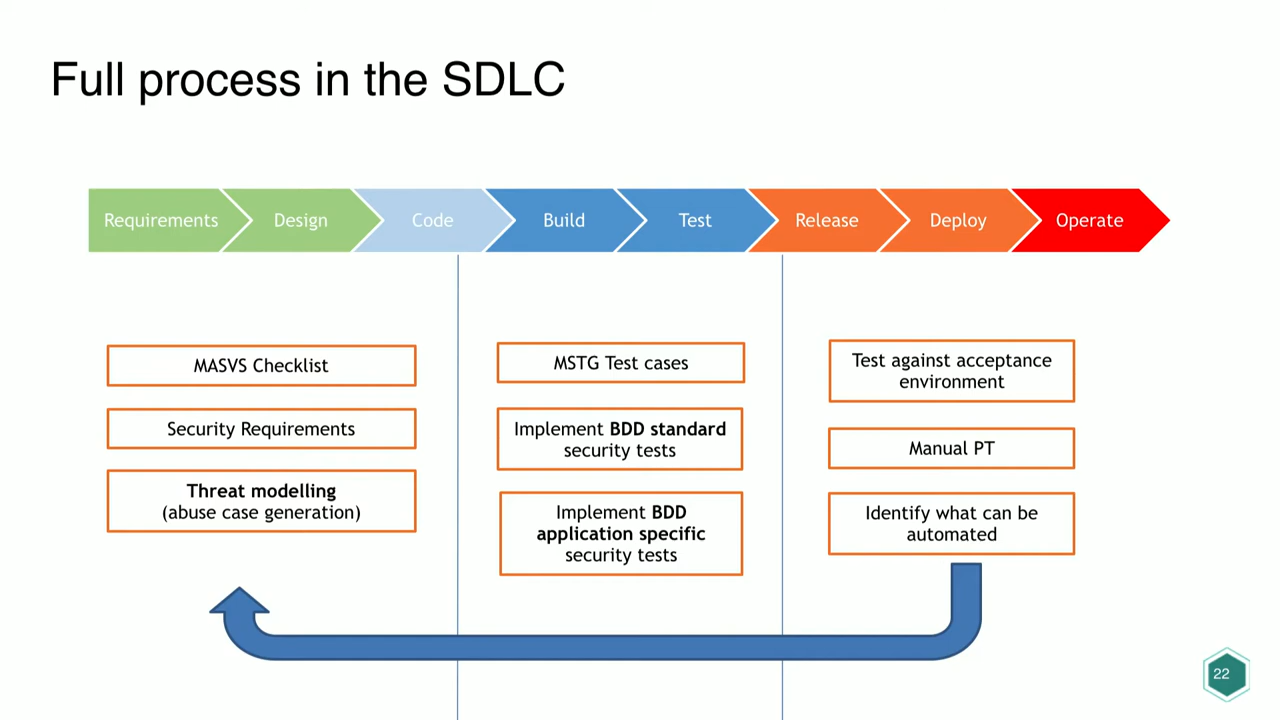 Full process in the SDLC
Requirements
Design
Code
Build
Test
Release
Deploy
Operate
MASVS Checklist
Security Requirements
Threat modelling
(abuse case generation)
MSTG Test cases
Implement BDD standard
security tests
Implement BDD
application specific
security tests
Test against acceptance
environment
Manual PT
Identify what can be
automated
22